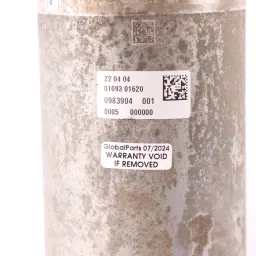 22 04 04
01093 01620
0983904 001
0005 000000
GlobalParts 07/2024
WARRANTY VOID
IF REMOVED